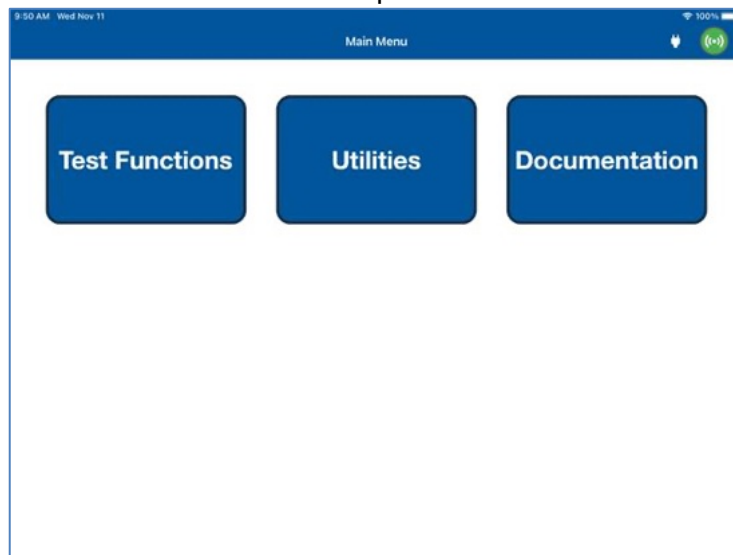 9:50 AM Wed Nov 11
100%
Main Menu
Test Functions
Utilities
Documentation